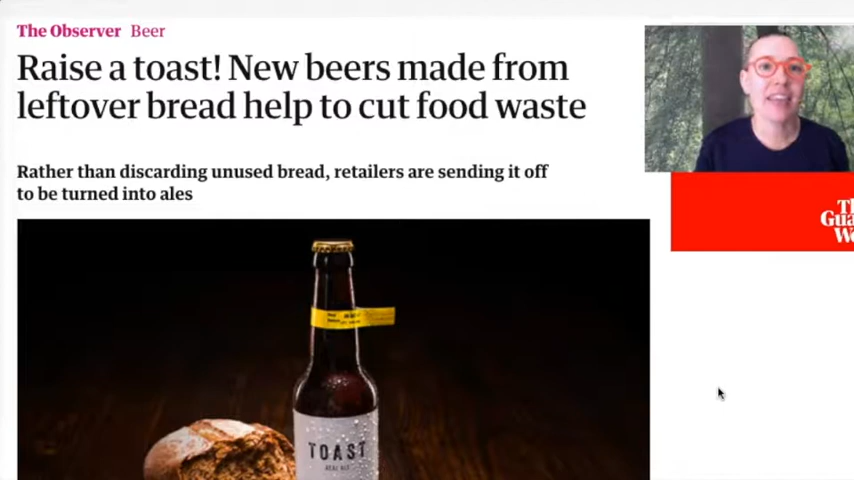 The Observer Beer
Raise a toast! New beers made from
leftover bread help to cut food waste
Rather than discarding unused bread, retailers are sending it off
to be turned into ales
TOAST